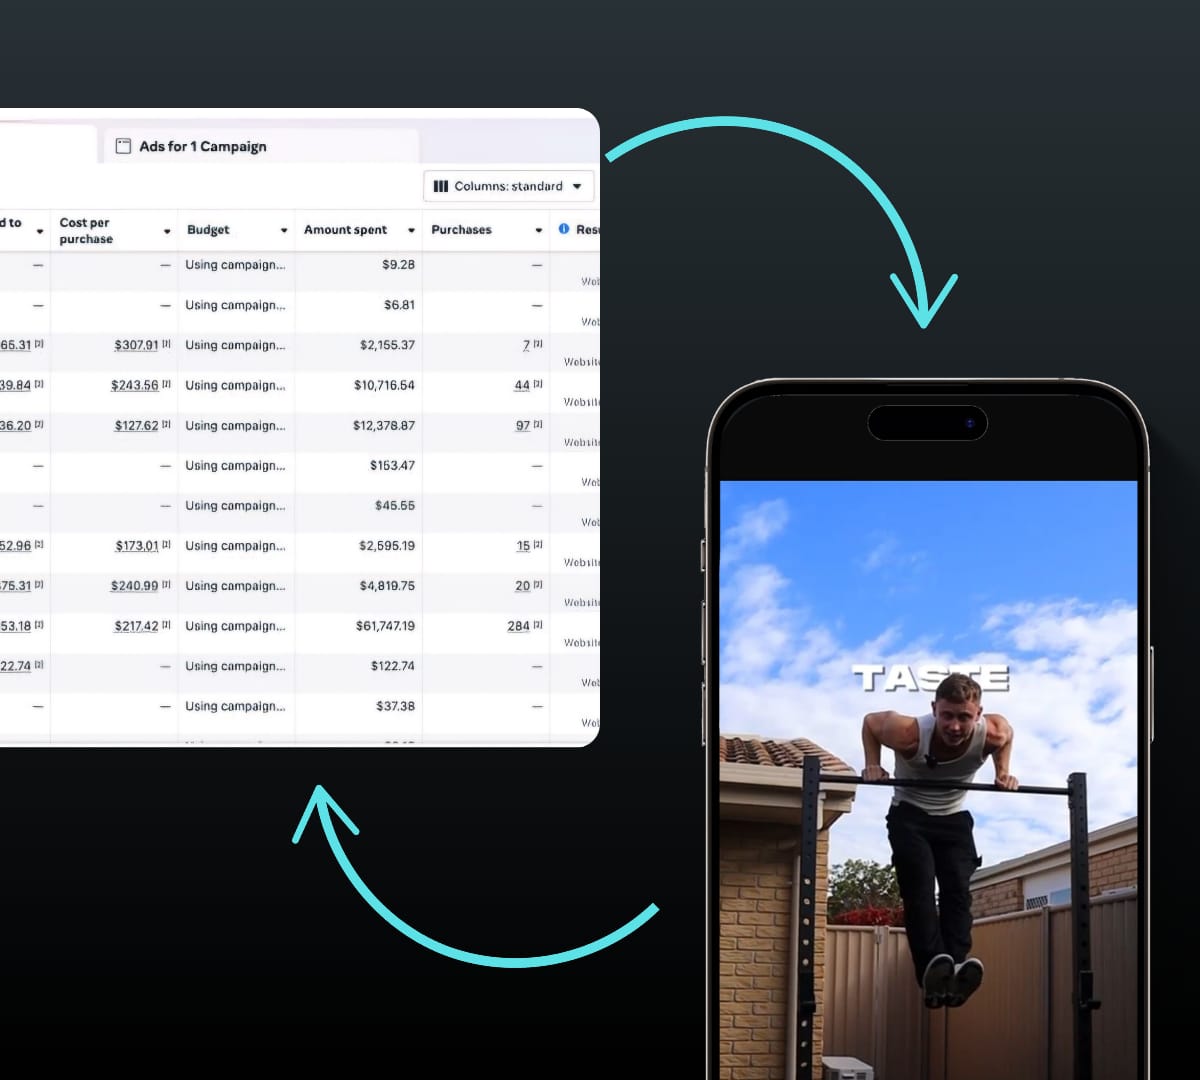 Ads for 1 Campaign
Columns: standard
d to Cost per purchase Budget Amount spent Purchases Res
— — Using campaign... $9.28 —
— — Using campaign... $6.81 —
65.31 [2] $307.91 [2] Using campaign... $2,155.37 7 [2] Website
39.84 [2] $243.56 [2] Using campaign... $10,716.54 44 [2] Website
36.20 [2] $127.62 [2] Using campaign... $12,378.87 97 [2] Website
— — Using campaign... $153.47 — Web
— — Using campaign... $45.55 — Web
52.96 [2] $173.01 [2] Using campaign... $2,595.19 15 [2] Website
75.31 [2] $240.99 [2] Using campaign... $4,819.75 20 [2] Website
53.18 [2] $217.42 [2] Using campaign... $61,747.19 284 [2] Website
22.74 [2] — Using campaign... $122.74 — Web
— — Using campaign... $37.38 — Web
TASTE